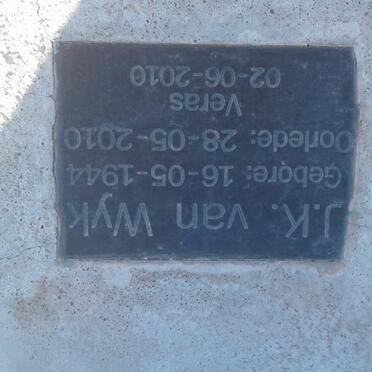 J.K. van Wyk
Gebore: 16-05-1944
Oorlede: 28-05-2010
Veras
02-06-2010